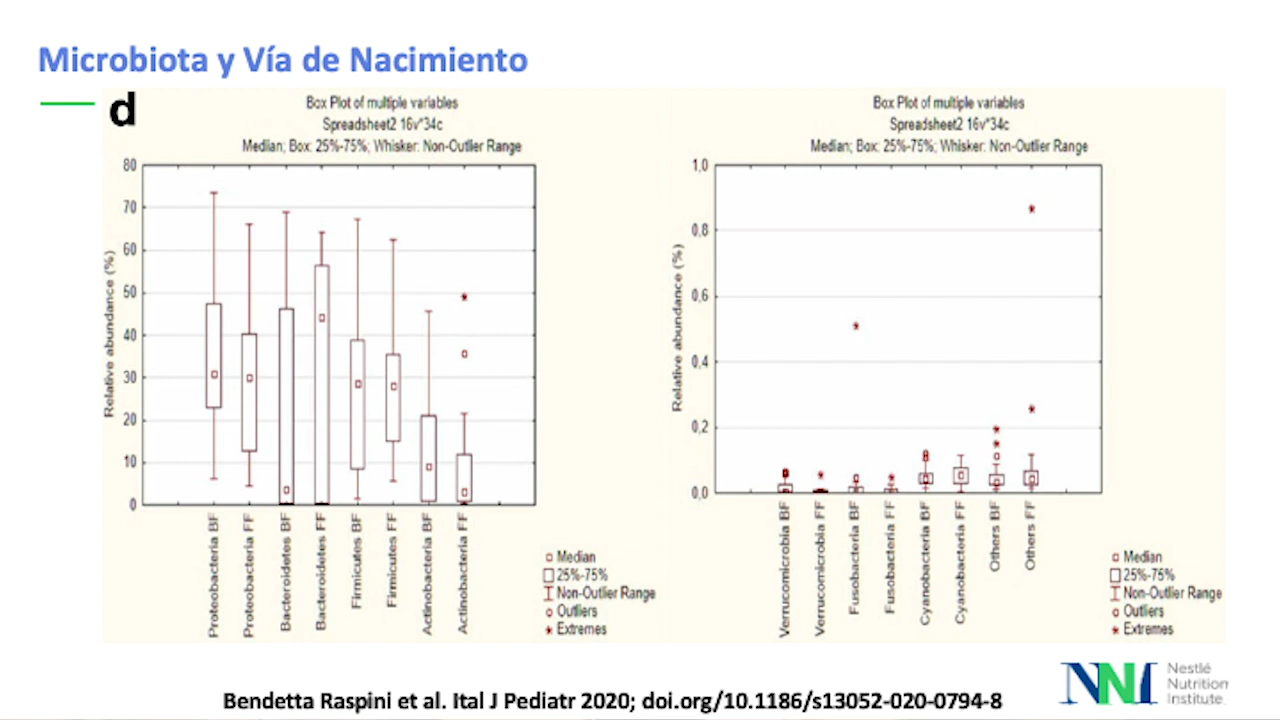 Microbiota y Vía de Nacimiento
d
Box Plot of multiple variables
Spreadsheet2 16v*34c
Median; Box: 25%-75%; Whisker: Non-Outlier Range
80
70
60
50
40
30
20
10
0
Relative abundance (%)
Proteobacteria BF
Proteobacteria FF
Bacteroidetes BF
Bacteroidetes FF
Firmicutes BF
Firmicutes FF
Actinobacteria BF
Actinobacteria FF
Median
25%-75%
Non-Outlier Range
Outliers
Extremes
Box Plot of multiple variables
Spreadsheet2 16v*34c
Median; Box: 25%-75%; Whisker: Non-Outlier Range
1,0
0,8
0,6
0,4
0,2
0,0
Relative abundance (%)
Verrucomicrobia BF
Verrucomicrobia FF
Fusobacteria BF
Fusobacteria FF
Cyanobacteria BF
Cyanobacteria FF
Others BF
Others FF
Median
25%-75%
Non-Outlier Range
Outliers
Extremes
Bendetta Raspini et al. Ital J Pediatr 2020; doi.org/10.1186/s13052-020-0794-8
NNI
Nestlé
Nutrition
Institute